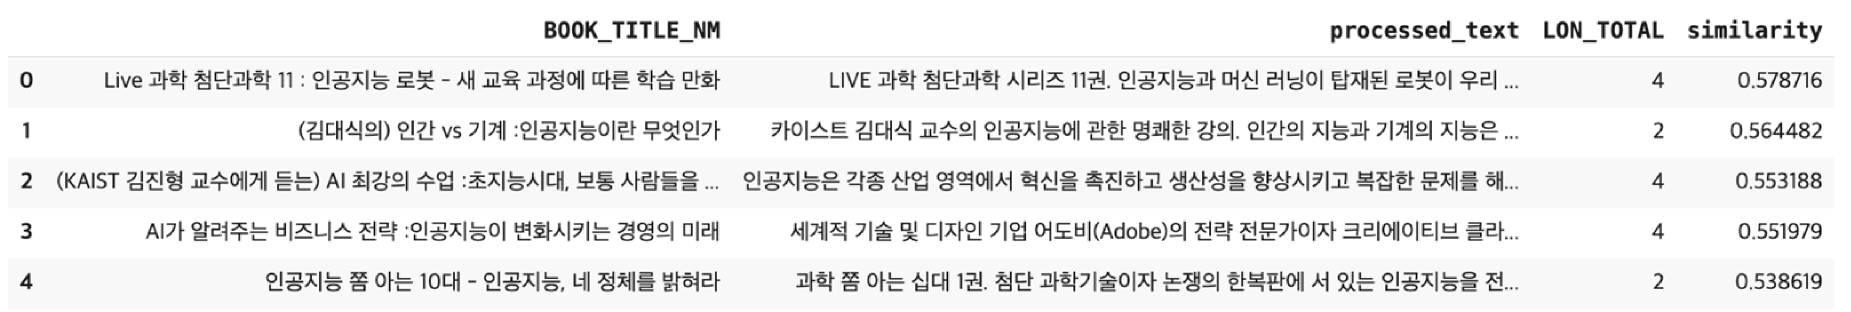 BOOK_TITLE_NM processed_text LON_TOTAL similarity
0 Live 과학 첨단과학 11 : 인공지능 로봇 - 새 교육 과정에 따른 학습 만화 LIVE 과학 첨단과학 시리즈 11권. 인공지능과 머신 러닝이 탑재된 로봇이 우리 ... 4 0.578716
1 (김대식의) 인간 vs 기계 :인공지능이란 무엇인가 카이스트 김대식 교수의 인공지능에 관한 명쾌한 강의. 인간의 지능과 기계의 지능은 ... 2 0.564482
2 (KAIST 김진형 교수에게 듣는) AI 최강의 수업 :초지능시대, 보통 사람들을 ... 인공지능은 각종 산업 영역에서 혁신을 촉진하고 생산성을 향상시키고 복잡한 문제를 해... 4 0.553188
3 AI가 알려주는 비즈니스 전략 :인공지능이 변화시키는 경영의 미래 세계적 기술 및 디자인 기업 어도비(Adobe)의 전략 전문가이자 크리에이티브 클라... 4 0.551979
4 인공지능 쫌 아는 10대 - 인공지능, 네 정체를 밝혀라 과학 쫌 아는 십대 1권. 첨단 과학기술이자 논쟁의 한복판에 서 있는 인공지능을 전... 2 0.538619